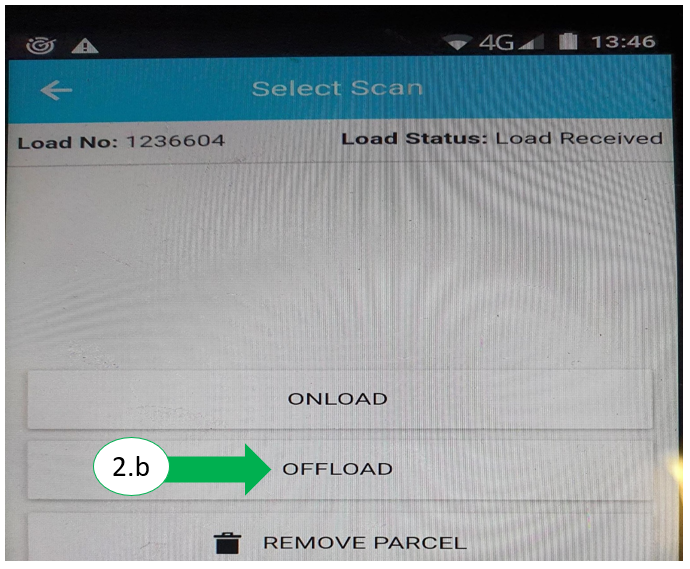 4G 13:46
Select Scan
Load No: 1236604 Load Status: Load Received
ONLOAD
2.b OFFLOAD
REMOVE PARCEL